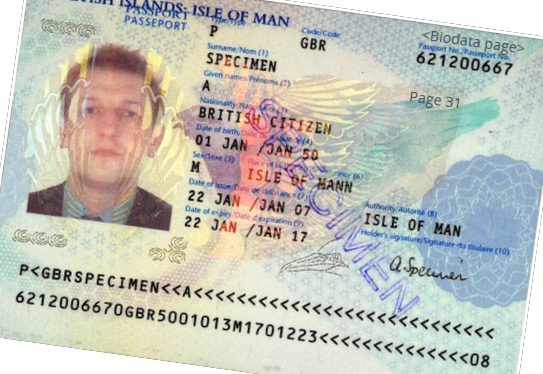 BRITISH ISLANDS: ISLE OF MAN
PASSPORT
PASSEPORT
Type/Type
P
Code/Code
GBR
<Biodata page>
Passport No./Passeport No.
621200667
Surname/Nom (1)
SPECIMEN
Given names/Prénoms (2)
A
Page 31
Nationality/Nationalité (3)
BRITISH CITIZEN
Date of birth/Date de naissance (4)
01 JAN /JAN 50
Sex/Sexe (5)
Place of birth/Lieu de naissance (6)
M
ISLE OF MANN
Date of issue/Date de délivrance (7)
22 JAN /JAN 07
Authority/Autorité (8)
ISLE OF MAN
Date of expiry/Date d'expiration (9)
22 JAN /JAN 17
Holder's signature/Signature du titulaire (10)
A Specimen
SPECIMEN
P<GBRSPECIMEN<<A<<<<<<<<<<<<<<<<<<<<<<<<<<<<
6212006670GBR5001013M1701223<<<<<<<<<<<<<<08